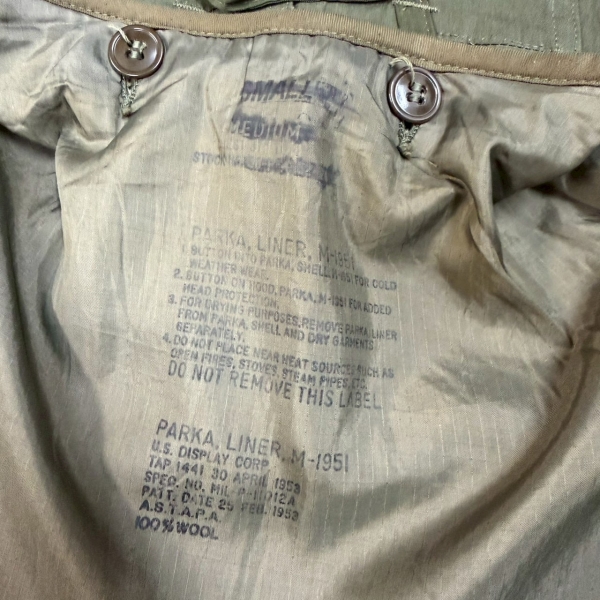 SMALL
MEDIUM
PARKA, LINER, M-1951
1. BUTTON INTO PARKA, SHELL, M-1951 FOR COLD
WEATHER WEAR.
2. BUTTON ON HOOD, PARKA, M-1951 FOR ADDED
HEAD PROTECTION.
3. FOR DRYING PURPOSES, REMOVE PARKA, LINER
FROM PARKA, SHELL AND DRY GARMENTS
SEPARATELY.
4. DO NOT PLACE NEAR HEAT SOURCES SUCH AS
OPEN FIRES, STOVES, STEAM PIPES, ETC.
DO NOT REMOVE THIS LABEL
PARKA, LINER, M-1951
U.S. DISPLAY CORP.
TAP 1441 30 APRIL 1953
SPEC. NO. MIL P-11012A
PATT. DATE 25 FEB. 1953
A.S.T.A.P.A.
100% WOOL